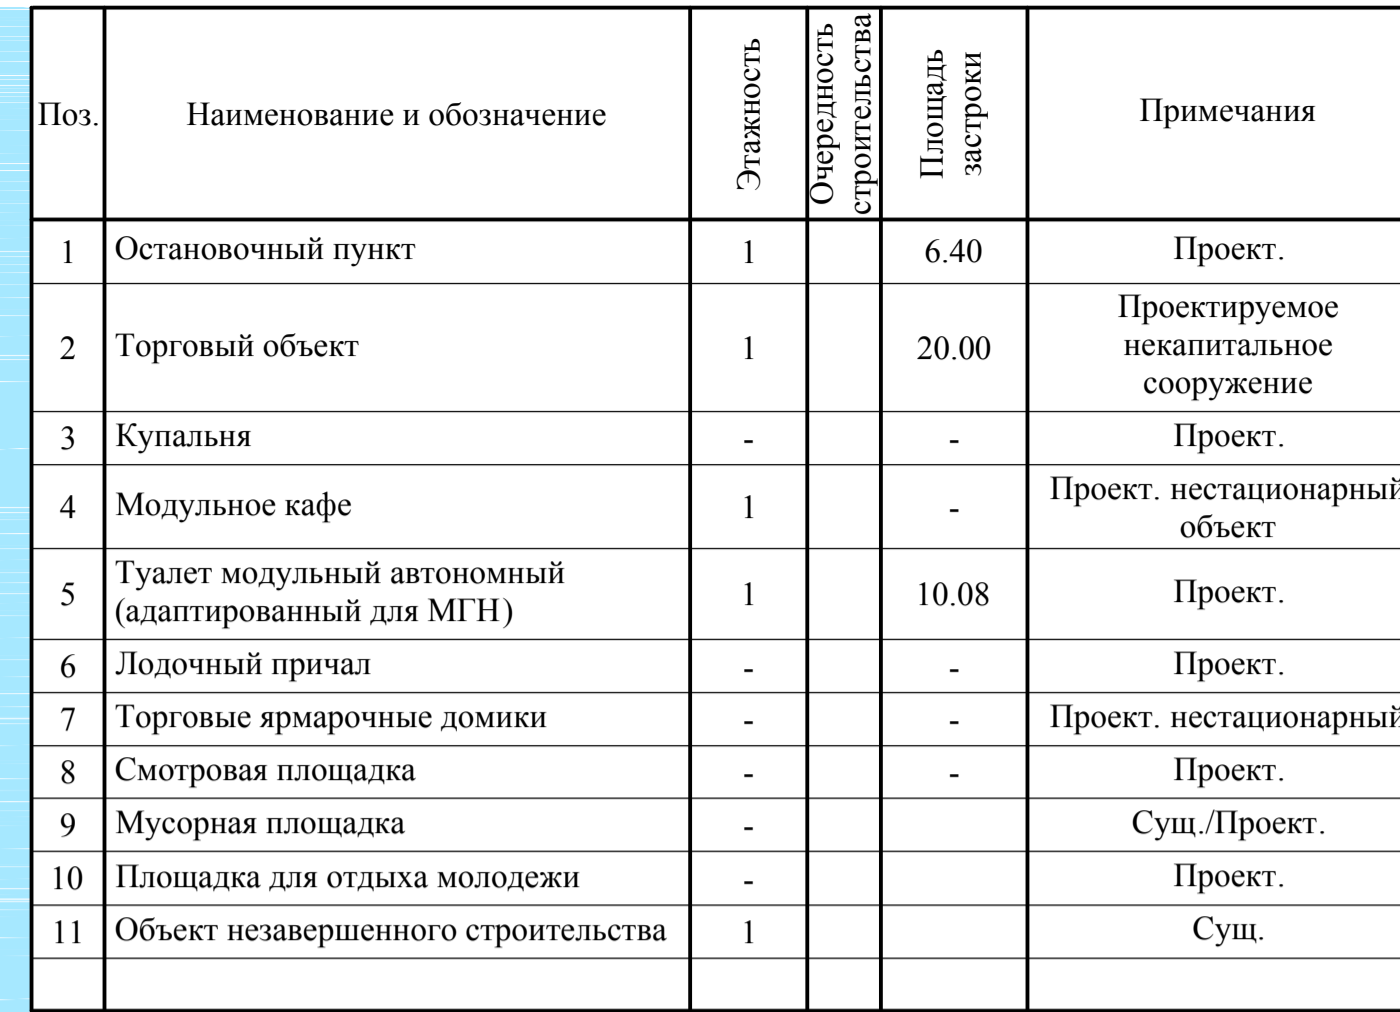 Поз.
Наименование и обозначение
Этажность
Очередность
строительства
Площадь
застроки
Примечания
1 Остановочный пункт 1 6.40 Проект.
2 Торговый объект 1 20.00 Проектируемое
некапитальное
сооружение
3 Купальня - - Проект.
4 Модульное кафе 1 - Проект. нестационарный
объект
5 Туалет модульный автономный
(адаптированный для МГН) 1 10.08 Проект.
6 Лодочный причал - - Проект.
7 Торговые ярмарочные домики - - Проект. нестационарный
8 Смотровая площадка - - Проект.
9 Мусорная площадка - Сущ./Проект.
10 Площадка для отдыха молодежи - Проект.
11 Объект незавершенного строительства 1 Сущ.